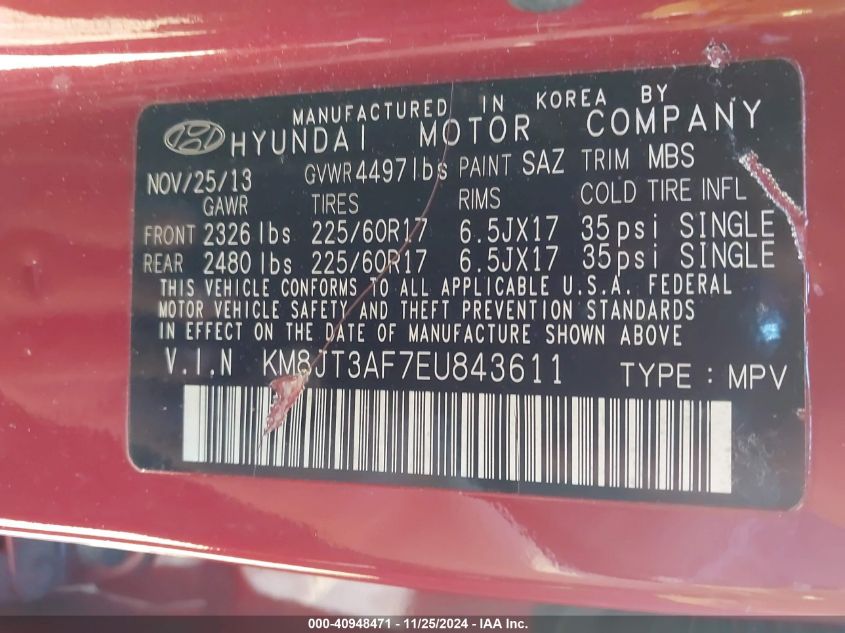 MANUFACTURED IN KOREA BY
HYUNDAI MOTOR COMPANY
NOV/25/13 GVWR 4497lbs PAINT SAZ TRIM MBS
GAWR TIRES RIMS COLD TIRE INFL
FRONT 2326 lbs 225/60R17 6.5JX17 35psi SINGLE
REAR 2480 lbs 225/60R17 6.5JX17 35psi SINGLE
THIS VEHICLE CONFORMS TO ALL APPLICABLE U.S.A. FEDERAL
MOTOR VEHICLE SAFETY AND THEFT PREVENTION STANDARDS
IN EFFECT ON THE DATE OF MANUFACTURE SHOWN ABOVE
V.I.N KM8JT3AF7EU843611 TYPE : MPV
000-40948471 - 11/25/2024 - IAA Inc.